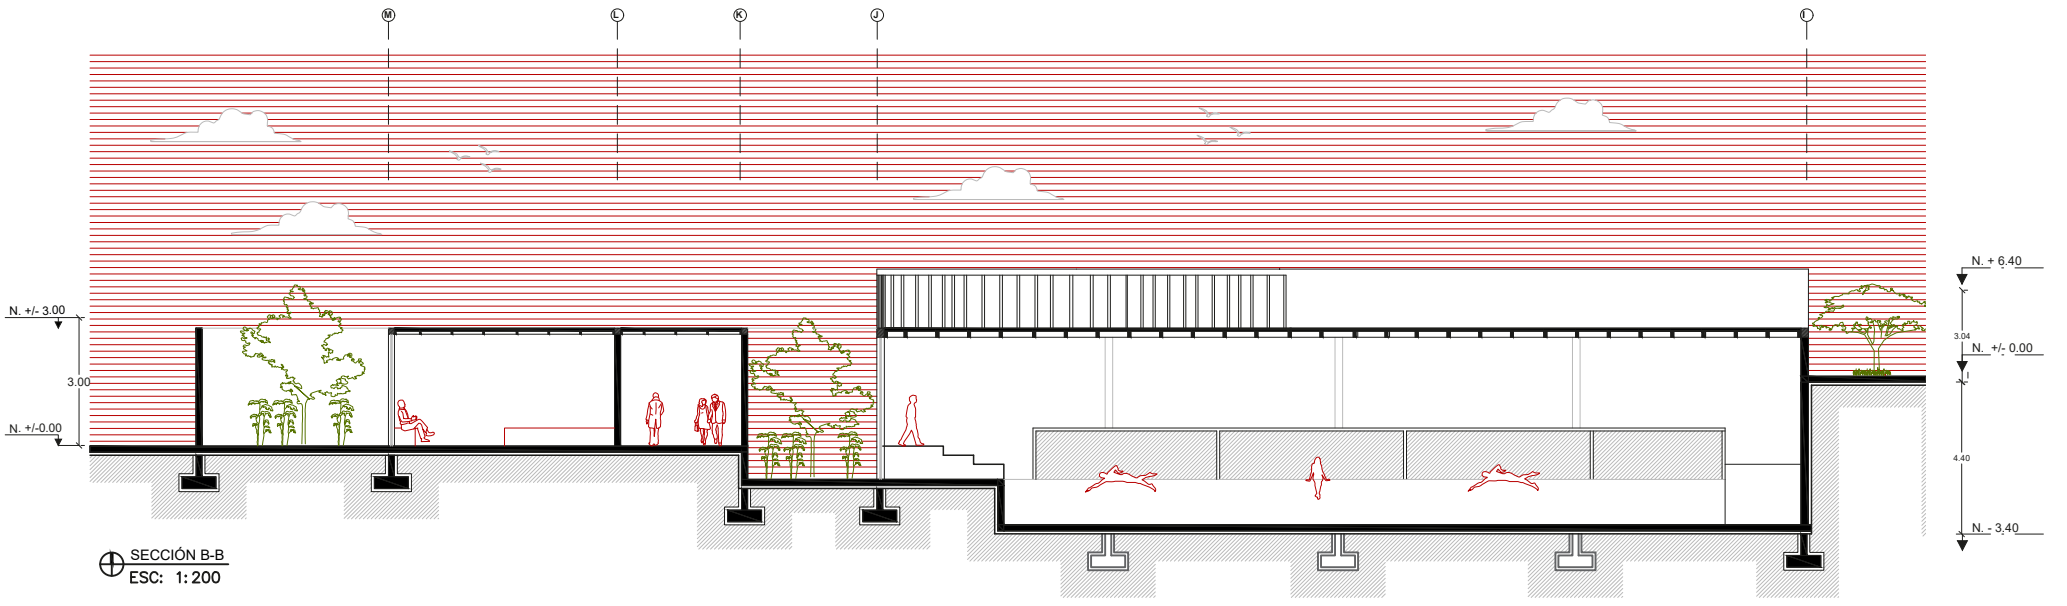 M L K J I
N. + 6.40
N. +/- 3.00
3.04
N. +/- 0.00
3.00
N. +/-0.00
4.40
N. - 3.40
SECCIÓN B-B
ESC: 1:200